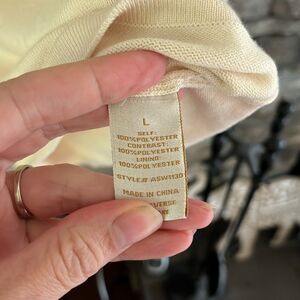 L
SELF:
100%POLYESTER
CONTRAST:
100%POLYESTER
LINING:
100%POLYESTER
STYLE# ASW1130
MADE IN CHINA